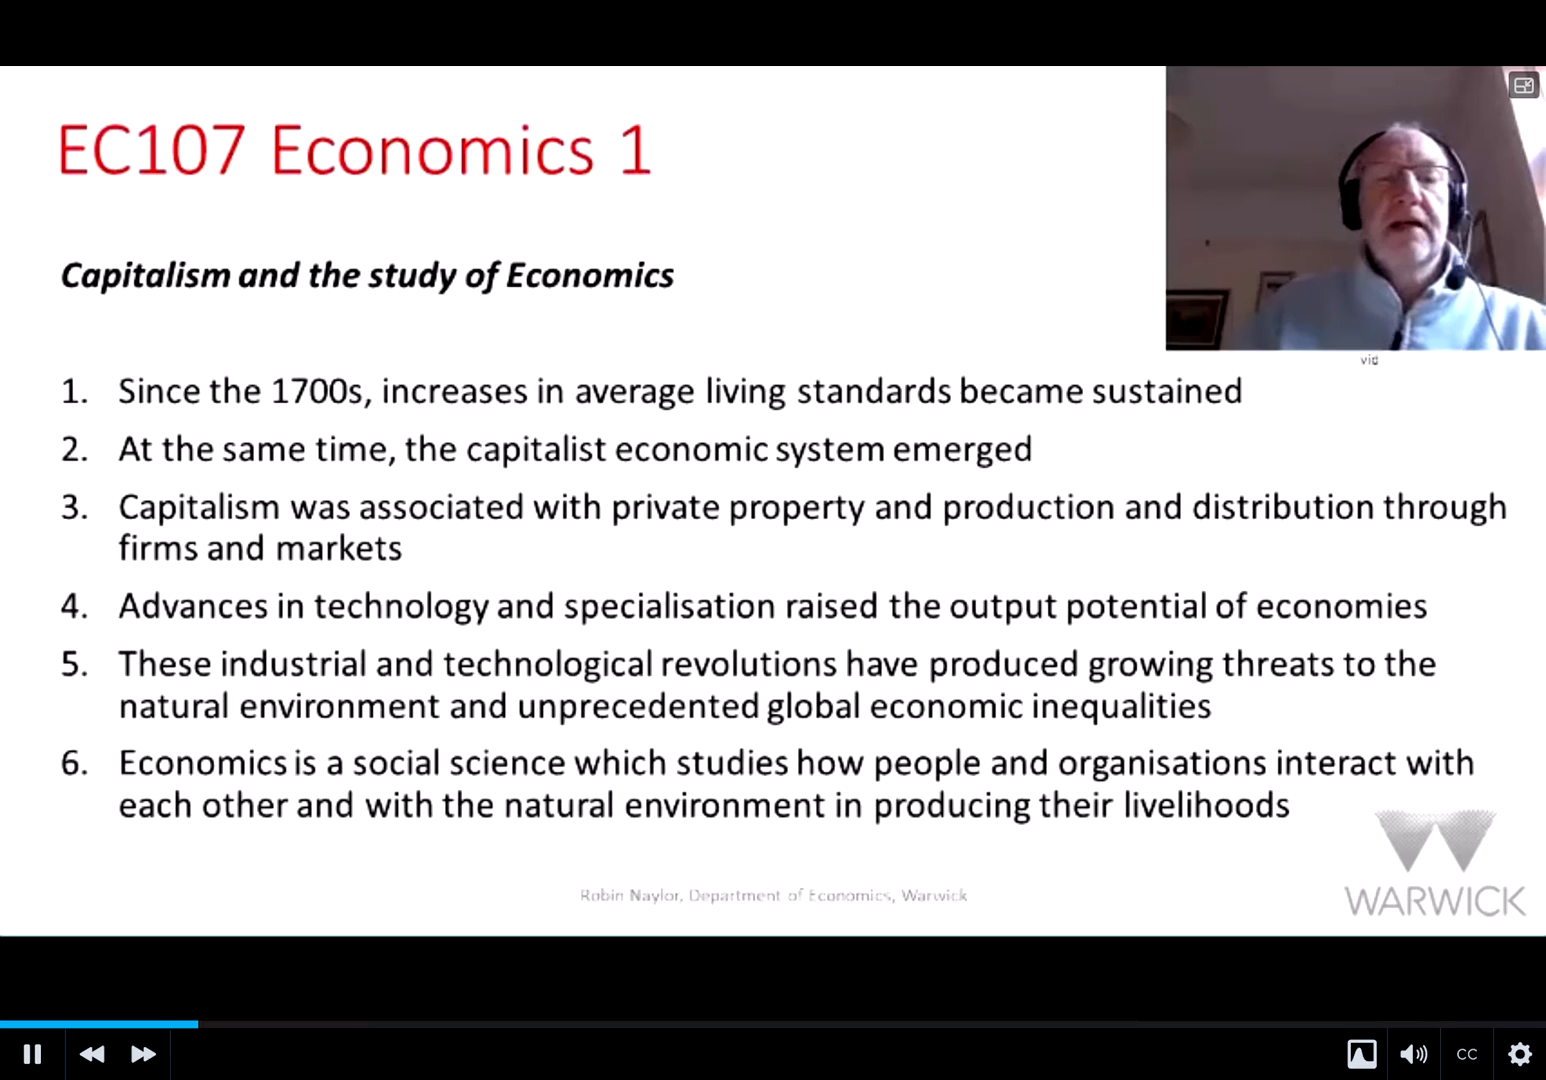 EC107 Economics 1
Capitalism and the study of Economics
vid
1. Since the 1700s, increases in average living standards became sustained
2. At the same time, the capitalist economic system emerged
3. Capitalism was associated with private property and production and distribution through
firms and markets
4. Advances in technology and specialisation raised the output potential of economies
5. These industrial and technological revolutions have produced growing threats to the
natural environment and unprecedented global economic inequalities
6. Economics is a social science which studies how people and organisations interact with
each other and with the natural environment in producing their livelihoods
Robin Naylor, Department of Economics, Warwick
WARWICK
CC